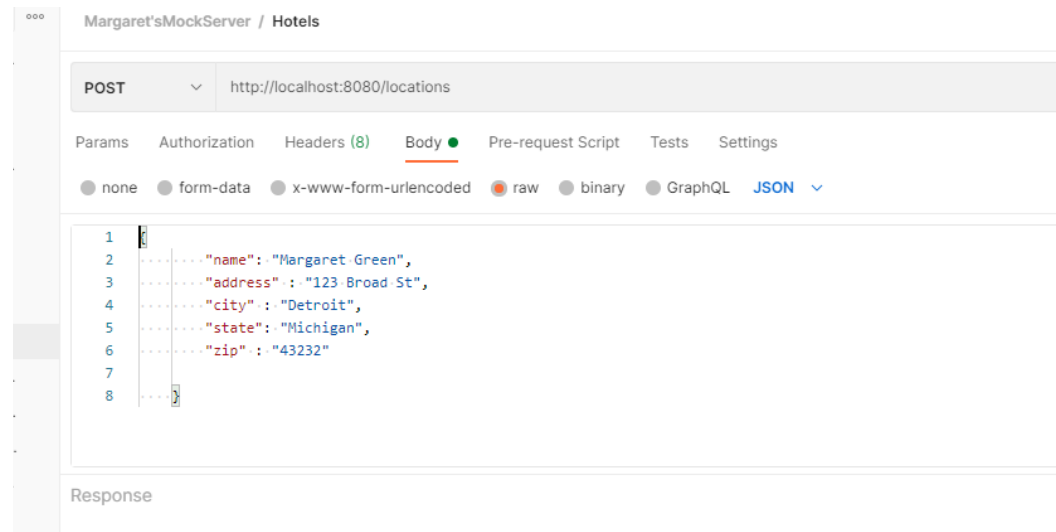 Margaret'sMockServer / Hotels
POST http://localhost:8080/locations
Params Authorization Headers (8) Body Pre-request Script Tests Settings
none form-data x-www-form-urlencoded raw binary GraphQL JSON
1 {
2 "name": "Margaret Green",
3 "address" : "123 Broad St",
4 "city" : "Detroit",
5 "state": "Michigan",
6 "zip" : "43232"
7
8 }
Response